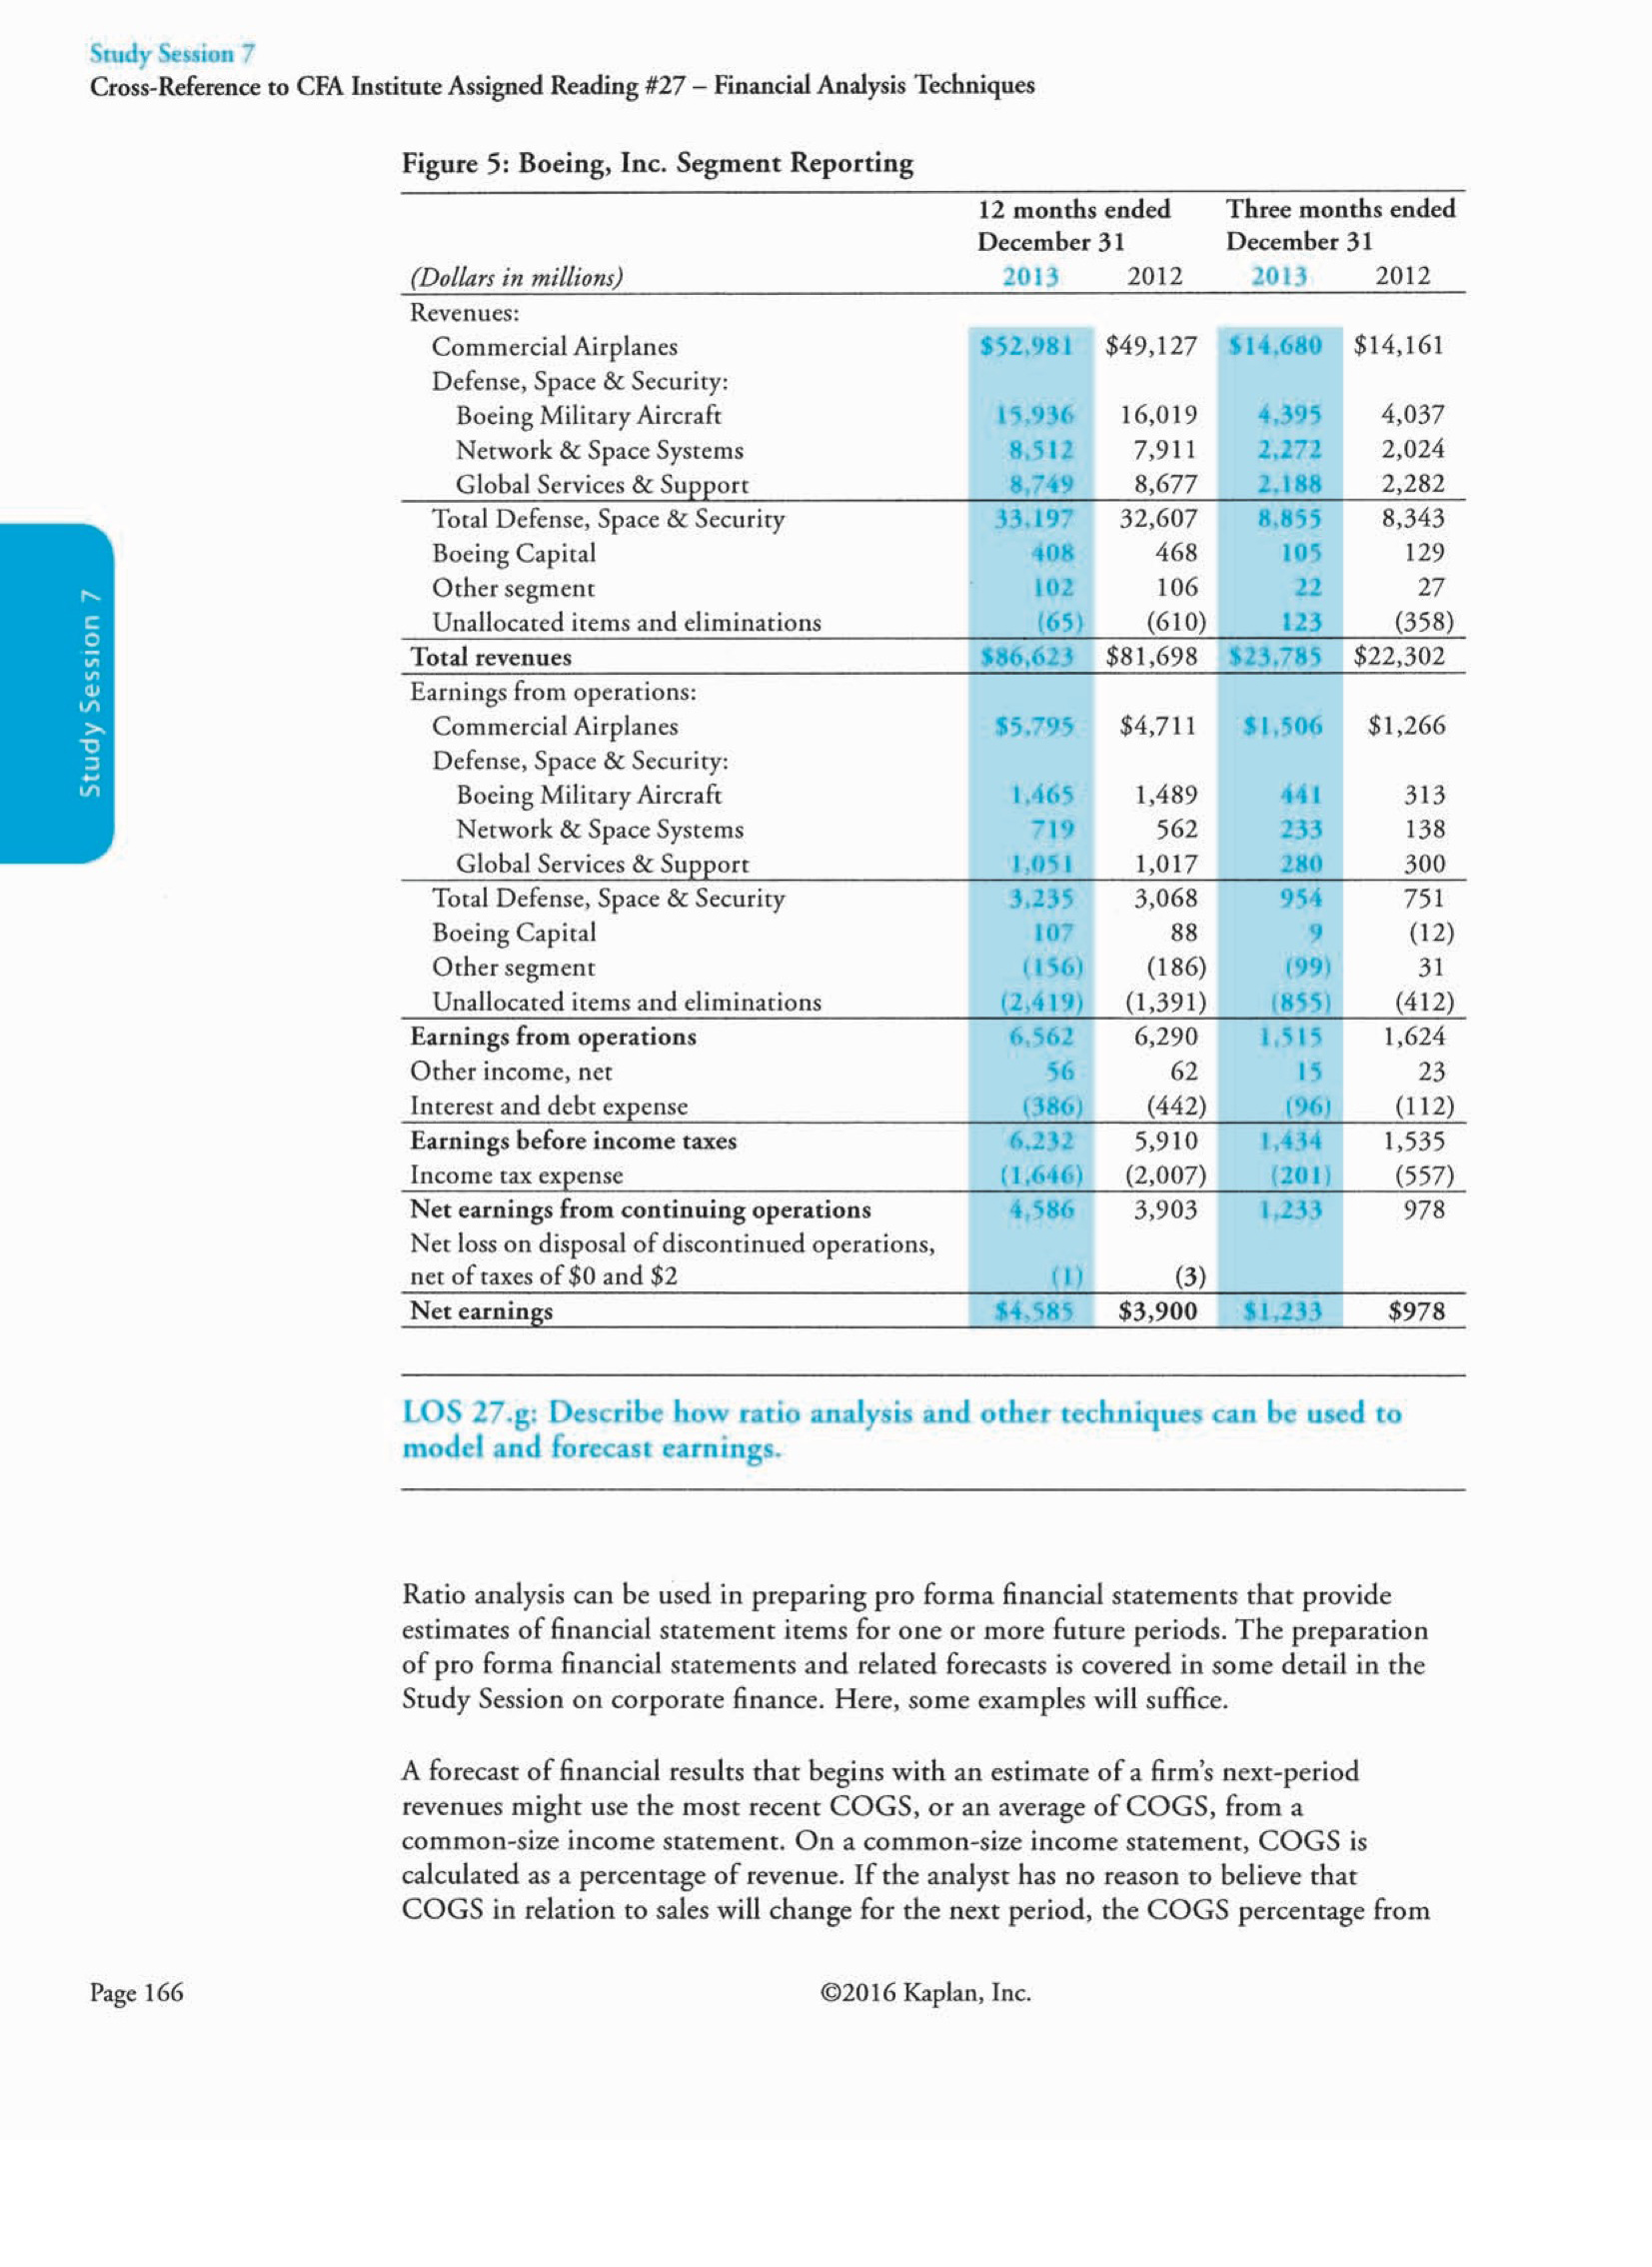 Study Session 7
Cross-Reference to CFA Institute Assigned Reading #27 – Financial Analysis Techniques
Figure 5: Boeing, Inc. Segment Reporting
12 months ended Three months ended
December 31 December 31
(Dollars in millions) 2013 2012 2013 2012
Revenues:
Commercial Airplanes $52,981 $49,127 $14,680 $14,161
Defense, Space & Security:
Boeing Military Aircraft 15,936 16,019 4,395 4,037
Network & Space Systems 8,512 7,911 2,272 2,024
Global Services & Support 8,749 8,677 2,188 2,282
Total Defense, Space & Security 33,197 32,607 8,855 8,343
Boeing Capital 408 468 105 129
Other segment 102 106 22 27
Unallocated items and eliminations (65) (610) 123 (358)
Total revenues $86,623 $81,698 $23,785 $22,302
Earnings from operations:
Commercial Airplanes $5,795 $4,711 $1,506 $1,266
Defense, Space & Security:
Boeing Military Aircraft 1,465 1,489 441 313
Network & Space Systems 719 562 233 138
Global Services & Support 1,051 1,017 280 300
Total Defense, Space & Security 3,235 3,068 954 751
Boeing Capital 107 88 9 (12)
Other segment (156) (186) (99) 31
Unallocated items and eliminations (2,419) (1,391) (855) (412)
Earnings from operations 6,562 6,290 1,515 1,624
Other income, net 56 62 15 23
Interest and debt expense (386) (442) (96) (112)
Earnings before income taxes 6,232 5,910 1,434 1,535
Income tax expense (1,646) (2,007) (201) (557)
Net earnings from continuing operations 4,586 3,903 1,233 978
Net loss on disposal of discontinued operations,
net of taxes of $0 and $2 (1) (3)
Net earnings $4,585 $3,900 $1,233 $978
Study Session 7
LOS 27.g: Describe how ratio analysis and other techniques can be used to
model and forecast earnings.
Ratio analysis can be used in preparing pro forma financial statements that provide
estimates of financial statement items for one or more future periods. The preparation
of pro forma financial statements and related forecasts is covered in some detail in the
Study Session on corporate finance. Here, some examples will suffice.
A forecast of financial results that begins with an estimate of a firm's next-period
revenues might use the most recent COGS, or an average of COGS, from a
common-size income statement. On a common-size income statement, COGS is
calculated as a percentage of revenue. If the analyst has no reason to believe that
COGS in relation to sales will change for the next period, the COGS percentage from
Page 166 ©2016 Kaplan, Inc.